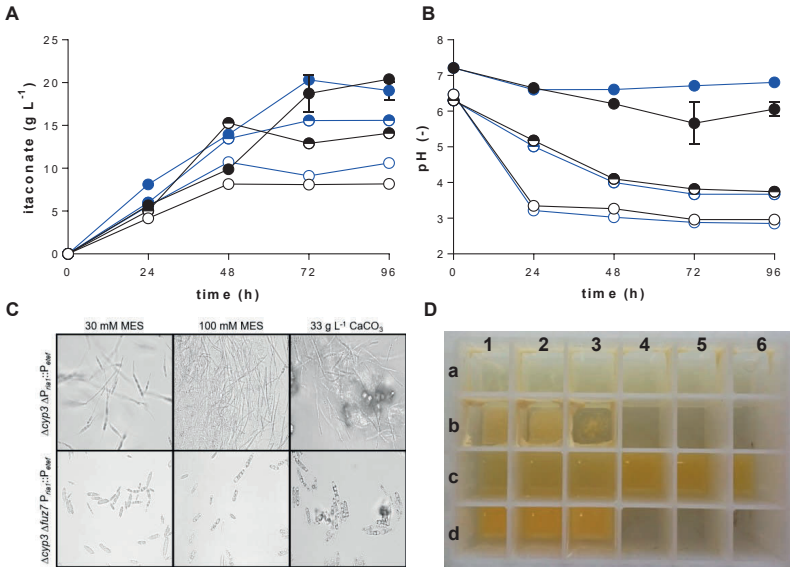 A
B
itaconate (g L⁻¹)
25
20
15
10
5
0
0
24
48
72
96
time (h)
pH (-)
8
7
6
5
4
3
2
0
24
48
72
96
time (h)
C
D
30 mM MES
100 mM MES
33 g L⁻¹ CaCO₃
Δcyp3 ΔPria1::Petef
Δcyp3 Δfuz7 Pria1::Petef
1 2 3 4 5 6
a
b
c
d